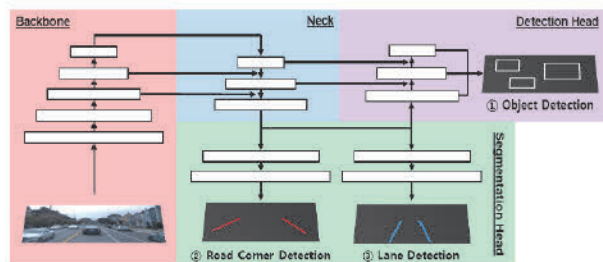 Backbone
Neck
Detection Head
① Object Detection
Segmentation Head
② Road Corner Detection
③ Lane Detection